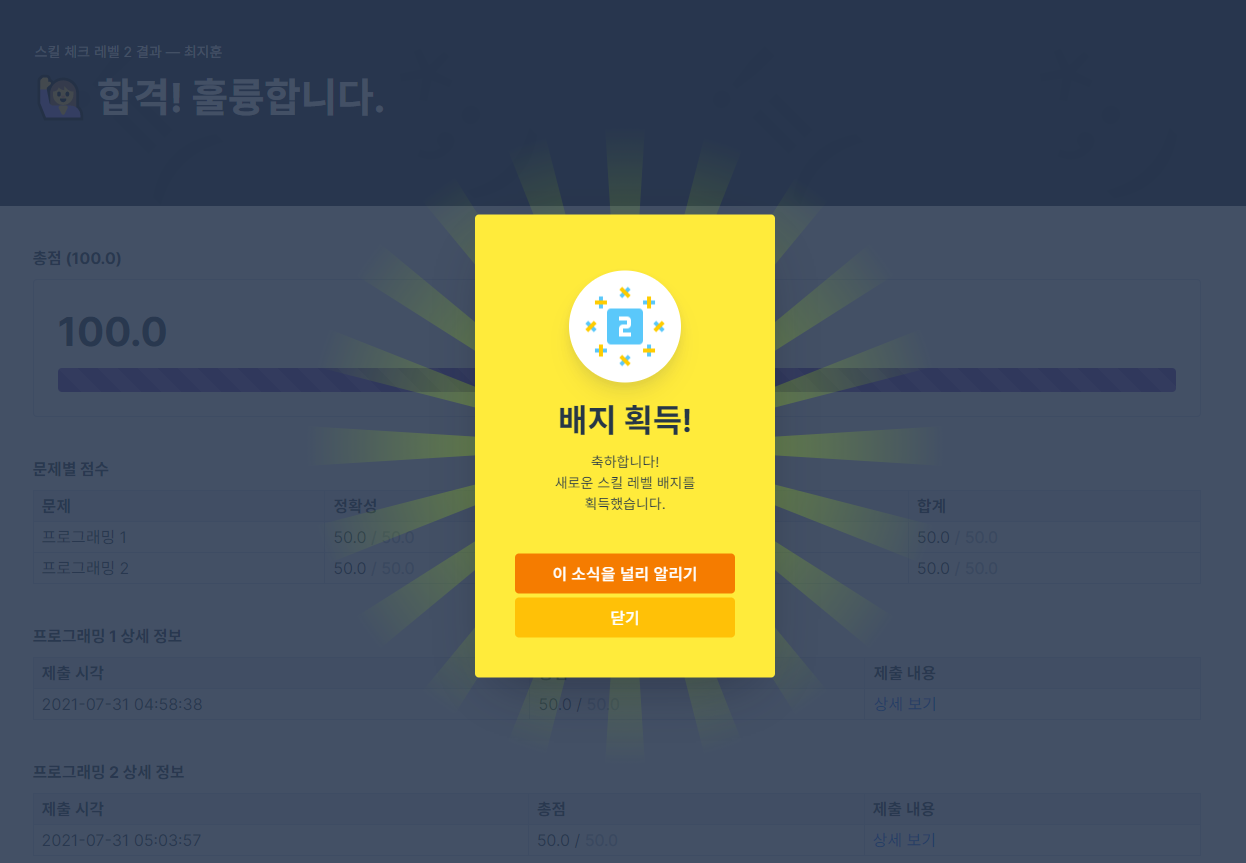 스킬 체크 레벨 2 결과 — 최지훈
합격! 훌륭합니다.
총점 (100.0)
100.0
2
배지 획득!
축하합니다!
새로운 스킬 레벨 배지를
획득했습니다.
이 소식을 널리 알리기
닫기
문제별 점수
문제 정확성 합계
프로그래밍 1 50.0 / 50.0 50.0 / 50.0
프로그래밍 2 50.0 / 50.0 50.0 / 50.0
프로그래밍 1 상세 정보
제출 시각 제출 내용
2021-07-31 04:58:38 50.0 / 50.0 상세 보기
프로그래밍 2 상세 정보
제출 시각 총점 제출 내용
2021-07-31 05:03:57 50.0 / 50.0 상세 보기